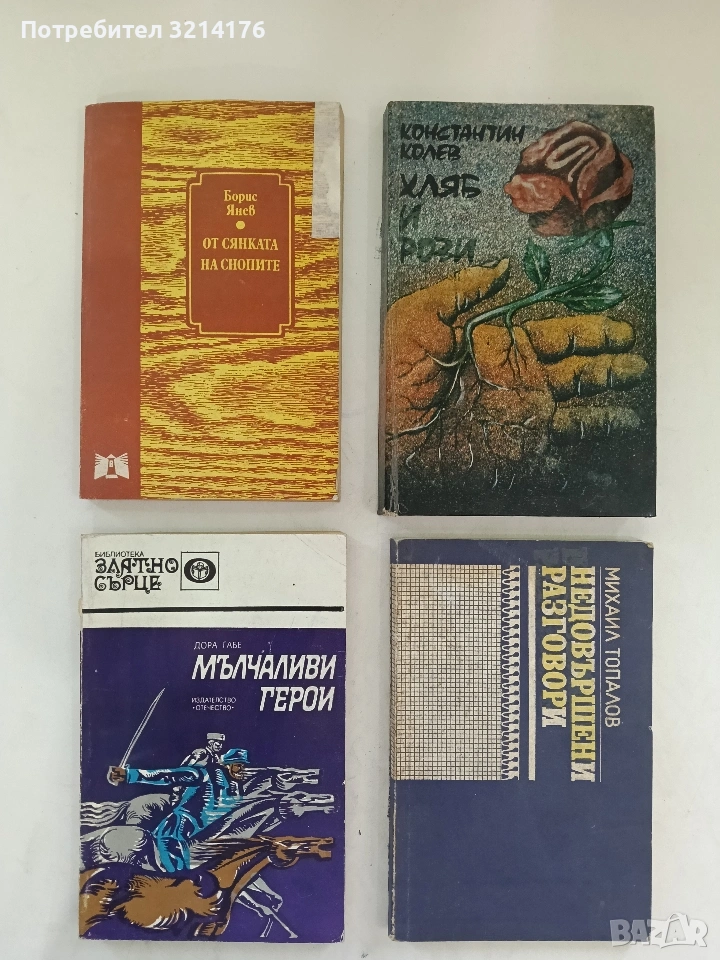 Потребител 3214176
Борис
Янев
ОТ СЯНКАТА
НА СНОПИТЕ
КОНСТАНТИН
КОЛЕВ
ХЛЯБ
И
РОЗИ
БИБЛИОТЕКА
ЗЛАТНО
СЪРЦЕ
ДОРА ГАБЕ
МЪЛЧАЛИВИ
ГЕРОИ
ИЗДАТЕЛСТВО
«ОТЕЧЕСТВО»
МИХАИЛ ТОПАЛОВ
НЕДОВЪРШЕНИ
РАЗГОВОРИ
BAZAR